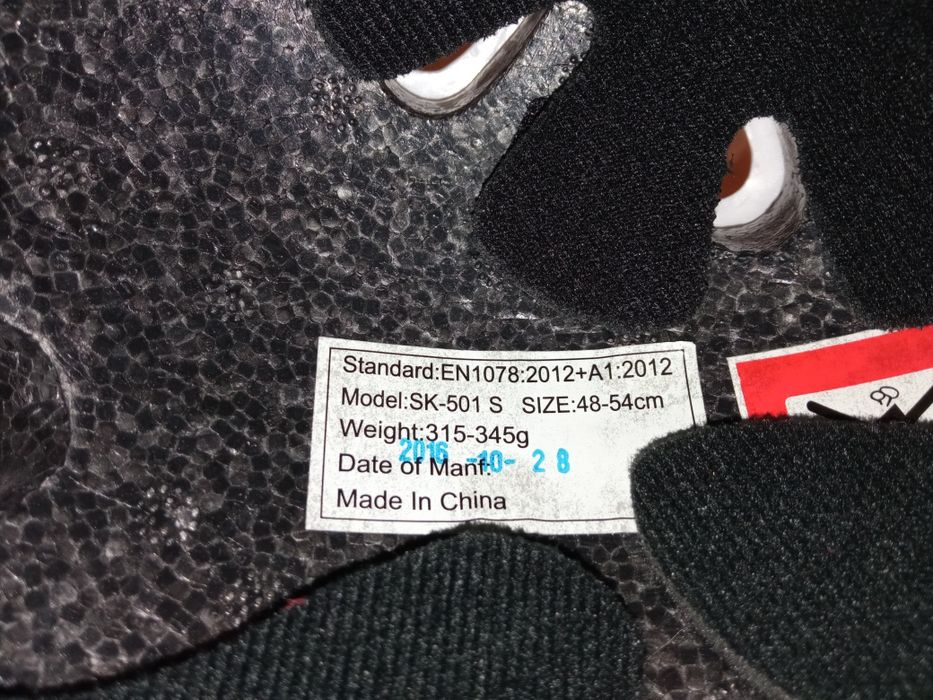 Standard:EN1078:2012+A1:2012
Model:SK-501 S SIZE:48-54cm
Weight:315-345g
2016 -10- 28
Date of Manf:
Made In China